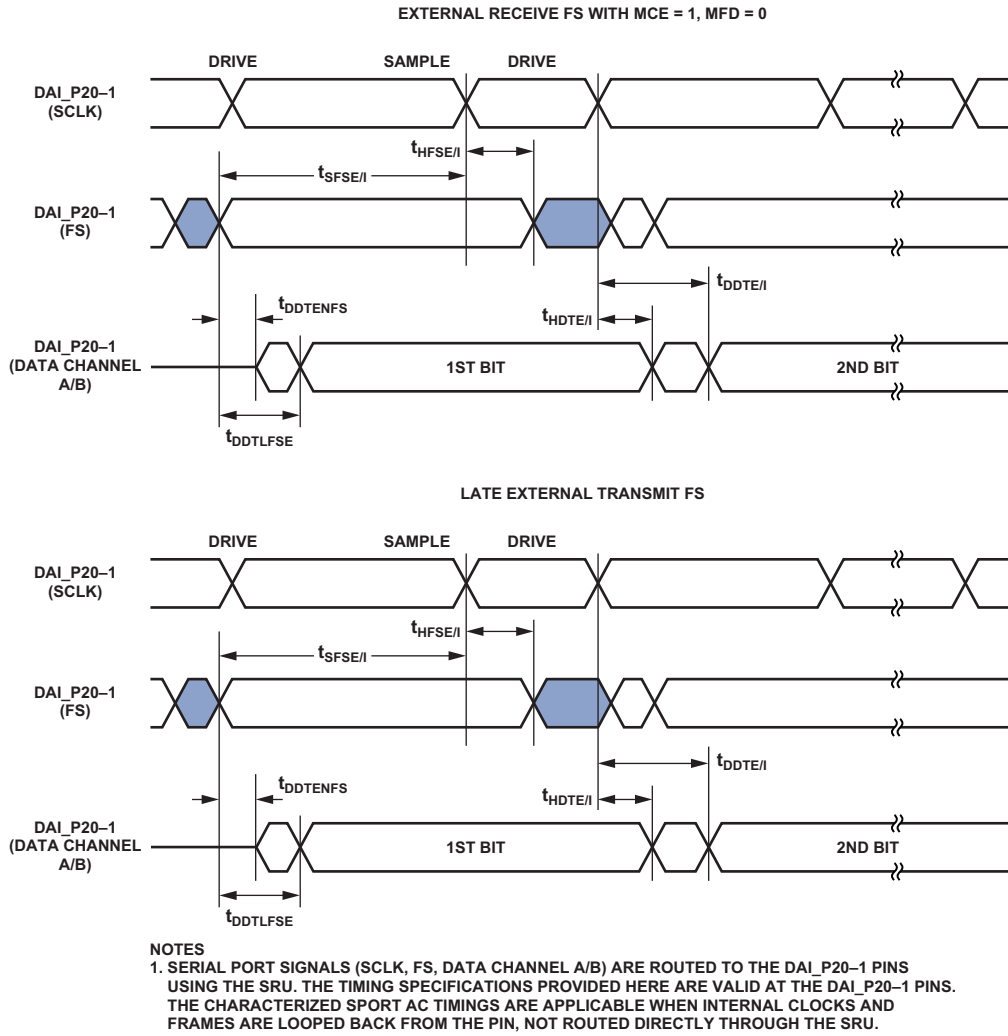 EXTERNAL RECEIVE FS WITH MCE = 1, MFD = 0
DRIVE SAMPLE DRIVE
DAI_P20–1
(SCLK)
tHFSE/I
tSFSE/I
DAI_P20–1
(FS)
tDDTE/I
tDDTENFS
tHDTE/I
DAI_P20–1
(DATA CHANNEL
A/B)
1ST BIT 2ND BIT
tDDTLFSE
LATE EXTERNAL TRANSMIT FS
DRIVE SAMPLE DRIVE
DAI_P20–1
(SCLK)
tHFSE/I
tSFSE/I
DAI_P20–1
(FS)
tDDTE/I
tDDTENFS
tHDTE/I
DAI_P20–1
(DATA CHANNEL
A/B)
1ST BIT 2ND BIT
tDDTLFSE
NOTES
1. SERIAL PORT SIGNALS (SCLK, FS, DATA CHANNEL A/B) ARE ROUTED TO THE DAI_P20–1 PINS
USING THE SRU. THE TIMING SPECIFICATIONS PROVIDED HERE ARE VALID AT THE DAI_P20–1 PINS.
THE CHARACTERIZED SPORT AC TIMINGS ARE APPLICABLE WHEN INTERNAL CLOCKS AND
FRAMES ARE LOOPED BACK FROM THE PIN, NOT ROUTED DIRECTLY THROUGH THE SRU.